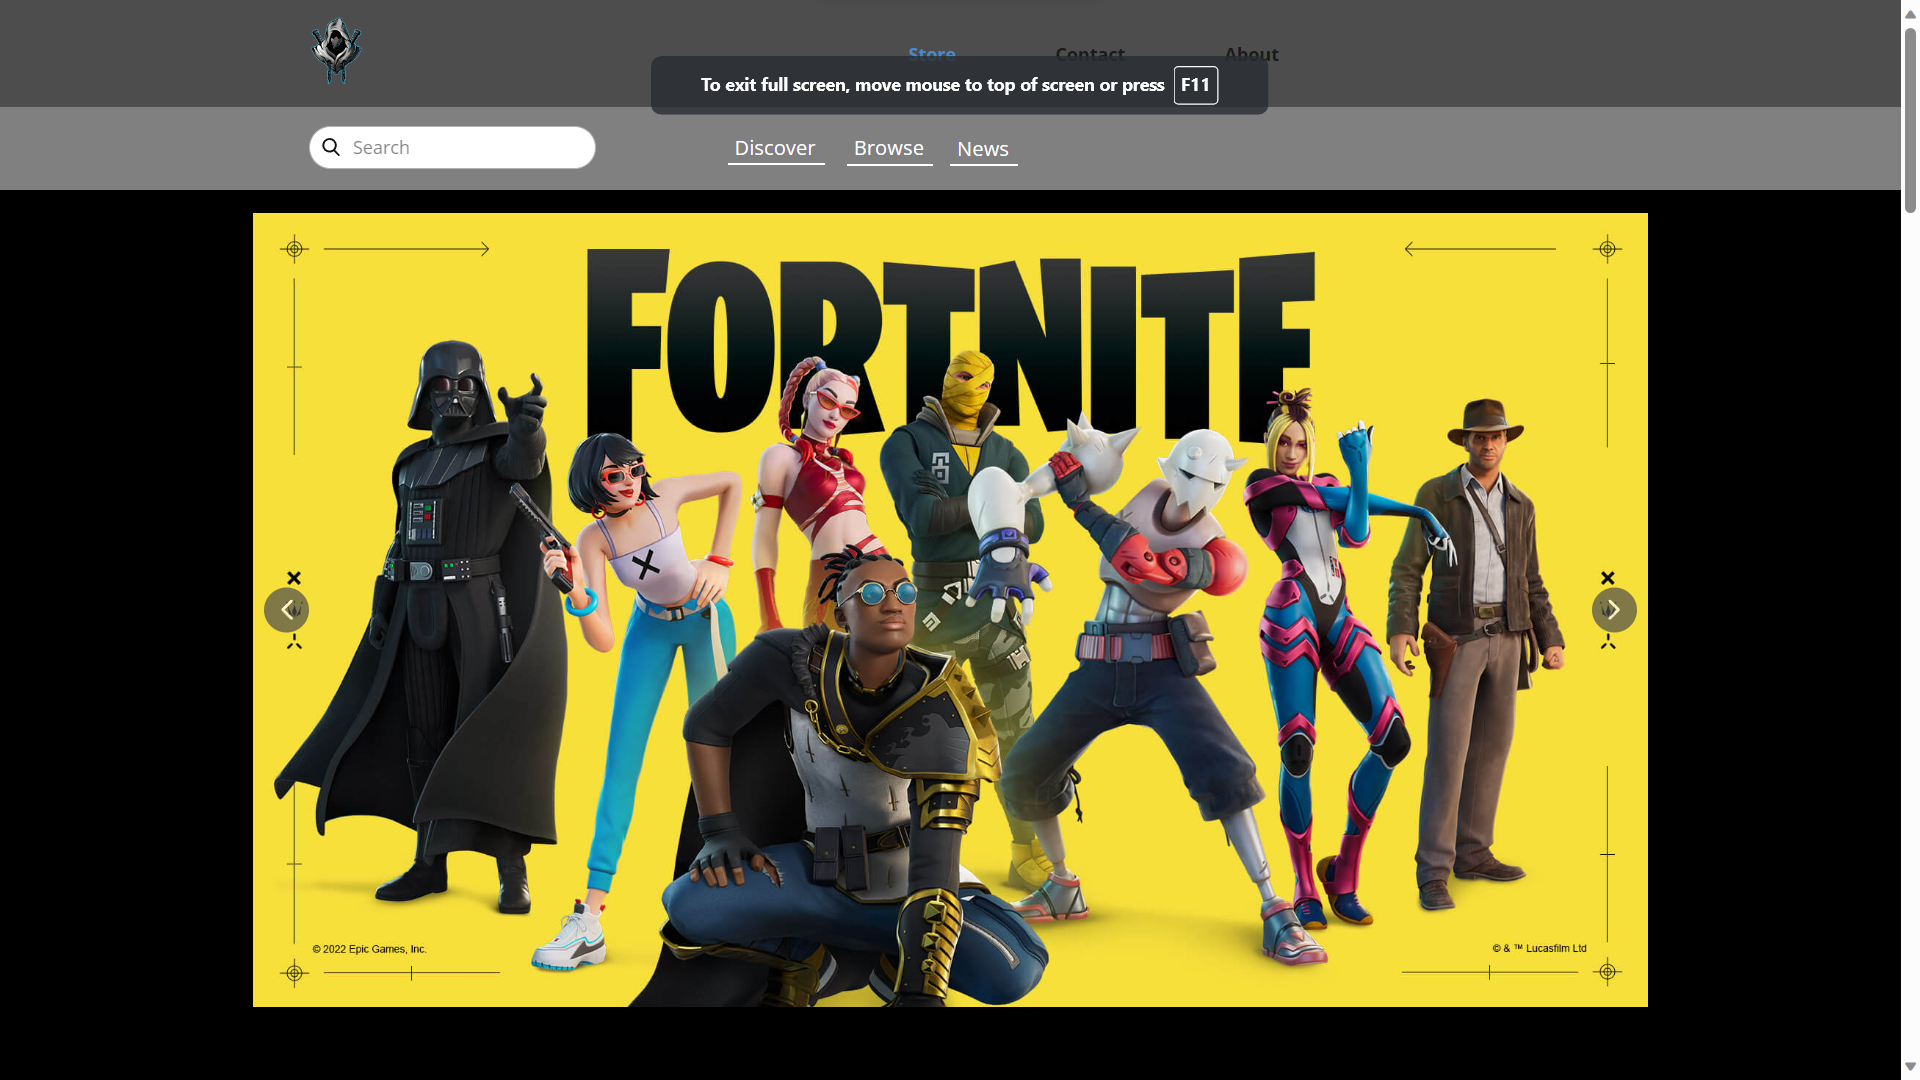 Store Contact About
To exit full screen, move mouse to top of screen or press F11
Search Discover Browse News
FORTNITE
© 2022 Epic Games, Inc.
© & ™ Lucasfilm Ltd